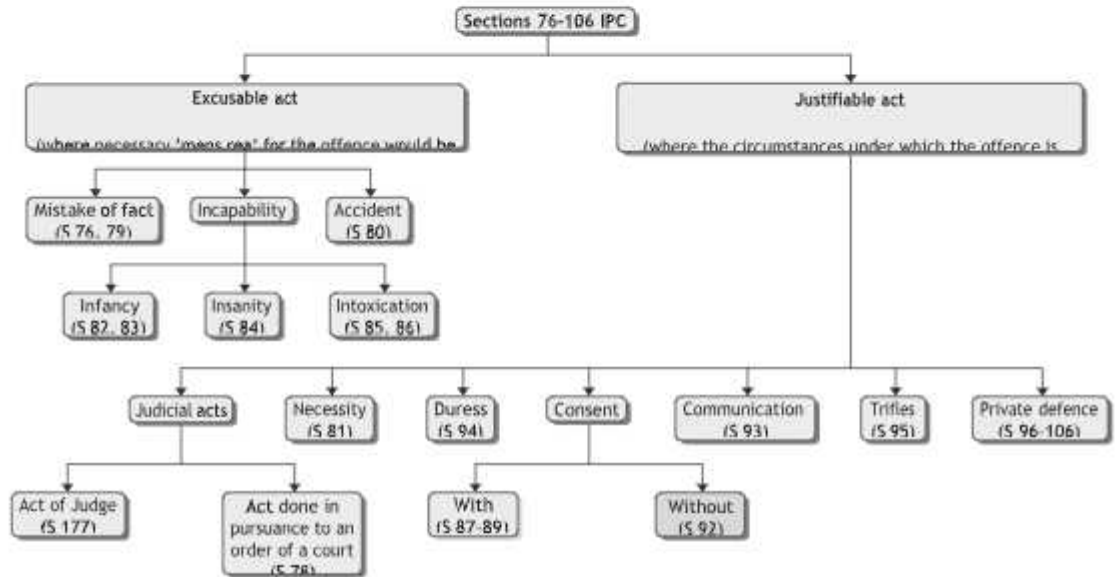 Sections 76-106 IPC
Excusable act
(where necessary 'mens rea' for the offence would be
Justifiable act
(where the circumstances under which the offence is
Mistake of fact
(S 76, 79)
Incapability
Accident
(S 80)
Infancy
(S 82, 83)
Insanity
(S 84)
Intoxication
(S 85, 86)
Judicial acts
Necessity
(S 81)
Duress
(S 94)
Consent
Communication
(S 93)
Trifles
(S 95)
Private defence
(S 96-106)
Act of Judge
(S 177)
Act done in
pursuance to an
order of a court
(S 78)
With
(S 87-89)
Without
(S 92)